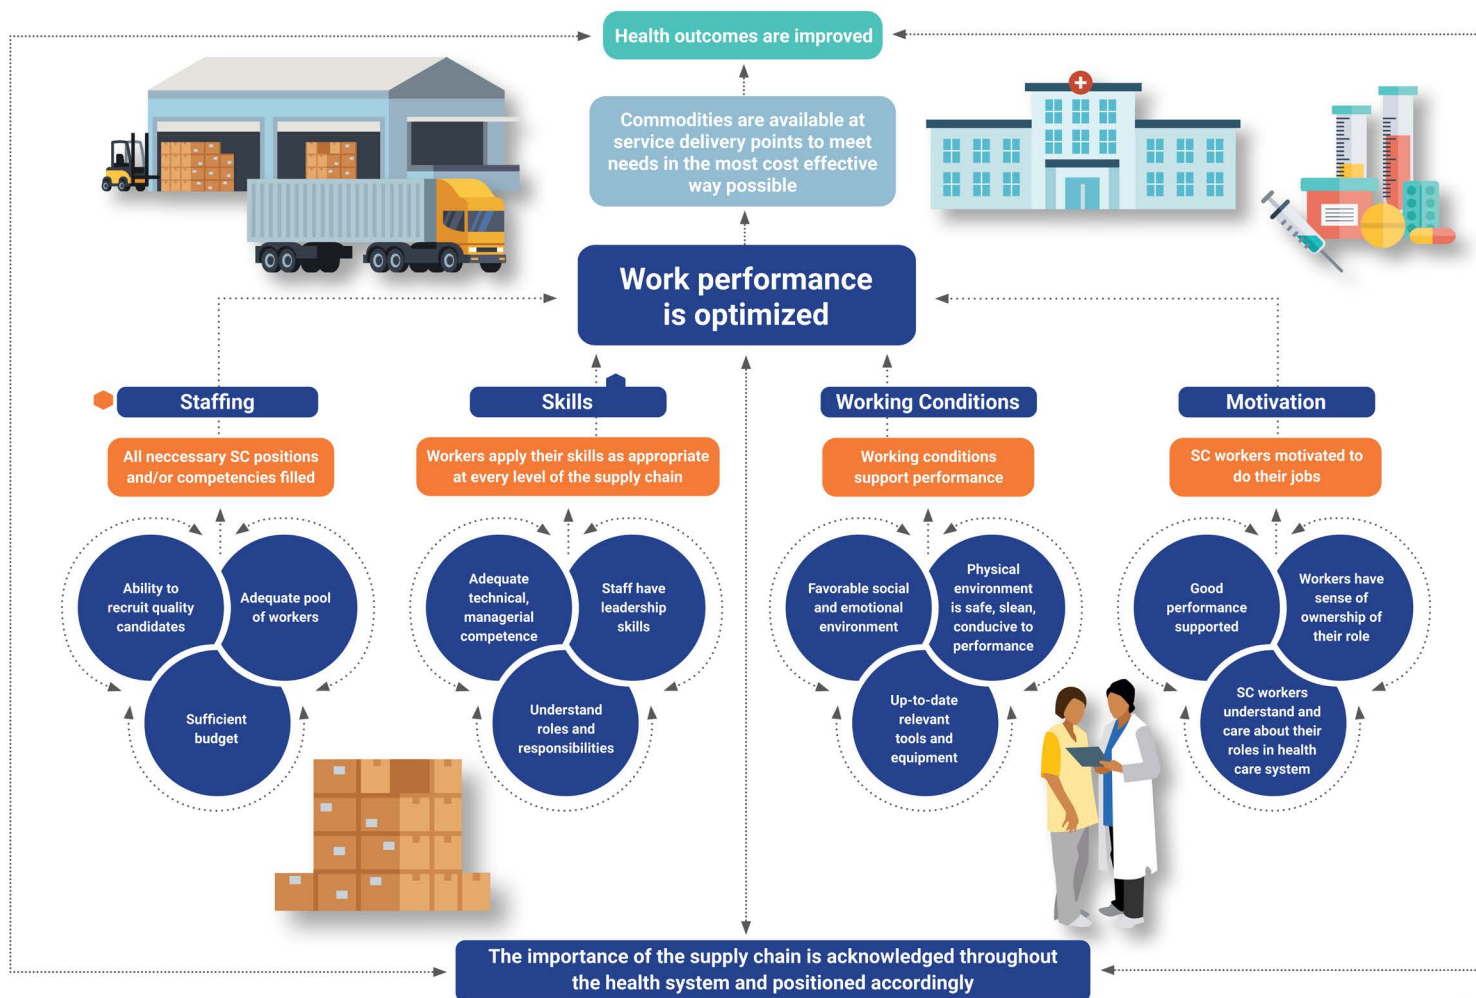 Health outcomes are improved
Commodities are available at
service delivery points to meet
needs in the most cost effective
way possible
Work performance
is optimized
Staffing
Skills
Working Conditions
Motivation
All neccessary SC positions
and/or competencies filled
Workers apply their skills as appropriate
at every level of the supply chain
Working conditions
support performance
SC workers motivated to
do their jobs
Ability to
recruit quality
candidates
Adequate pool
of workers
Sufficient
budget
Adequate
technical,
managerial
competence
Staff have
leadership
skills
Understand
roles and
responsibilities
Favorable social
and emotional
environment
Physical
environment
is safe, slean,
conducive to
performance
Up-to-date
relevant
tools and
equipment
Good
performance
supported
Workers have
sense of
ownership of
their role
SC workers
understand and
care about their
roles in health
care system
The importance of the supply chain is acknowledged throughout
the health system and positioned accordingly